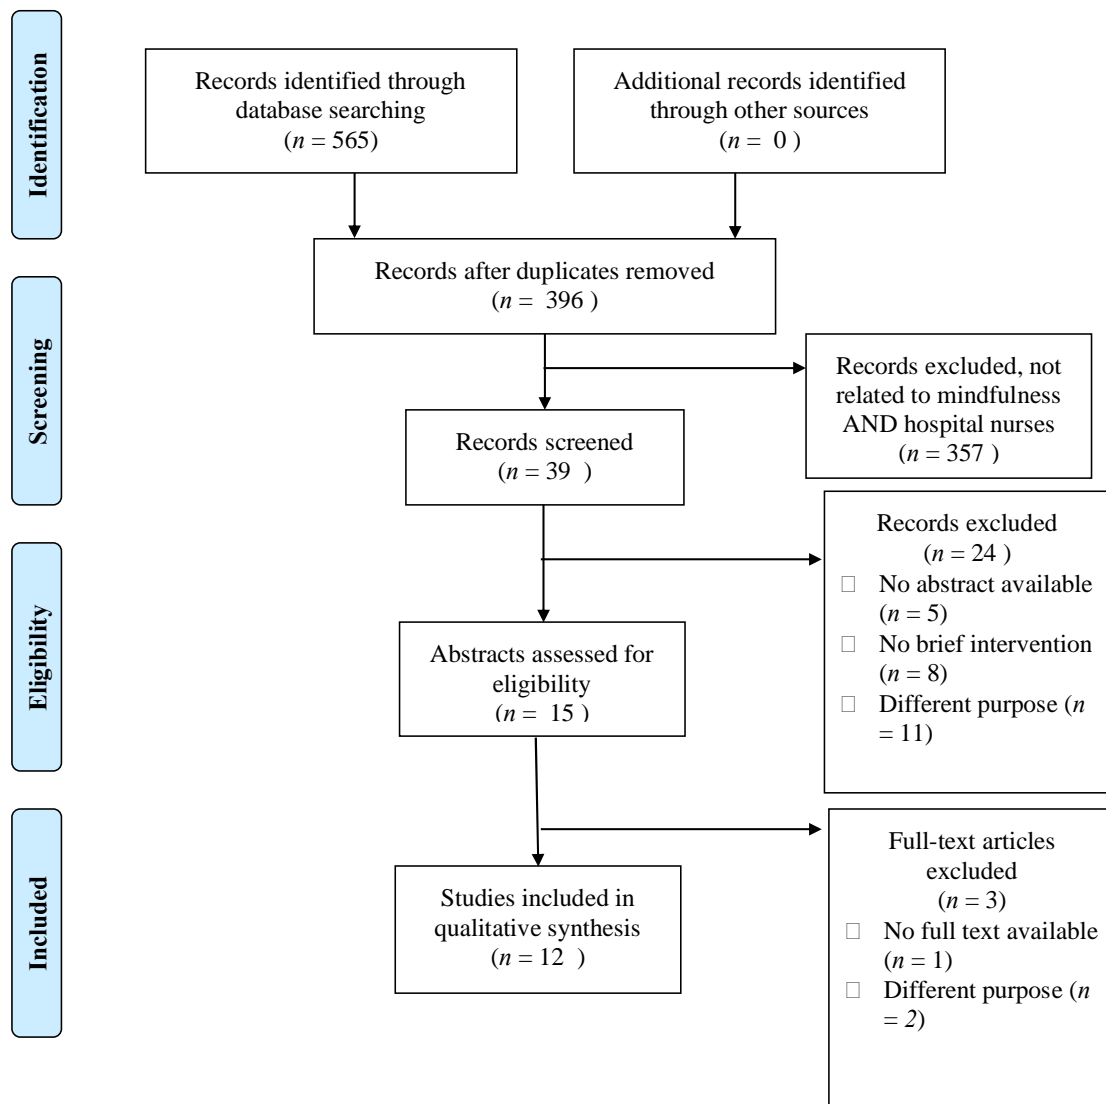 Identification
Records identified through
database searching
(n = 565)
Additional records identified
through other sources
(n = 0 )
Records after duplicates removed
(n = 396 )
Screening
Records excluded, not
related to mindfulness
AND hospital nurses
(n = 357 )
Records screened
(n = 39 )
Records excluded
(n = 24 )
□ No abstract available
(n = 5)
□ No brief intervention
(n = 8)
□ Different purpose (n
= 11)
Eligibility
Abstracts assessed for
eligibility
(n = 15 )
Full-text articles
excluded
(n = 3)
□ No full text available
(n = 1)
□ Different purpose (n
= 2)
Included
Studies included in
qualitative synthesis
(n = 12 )